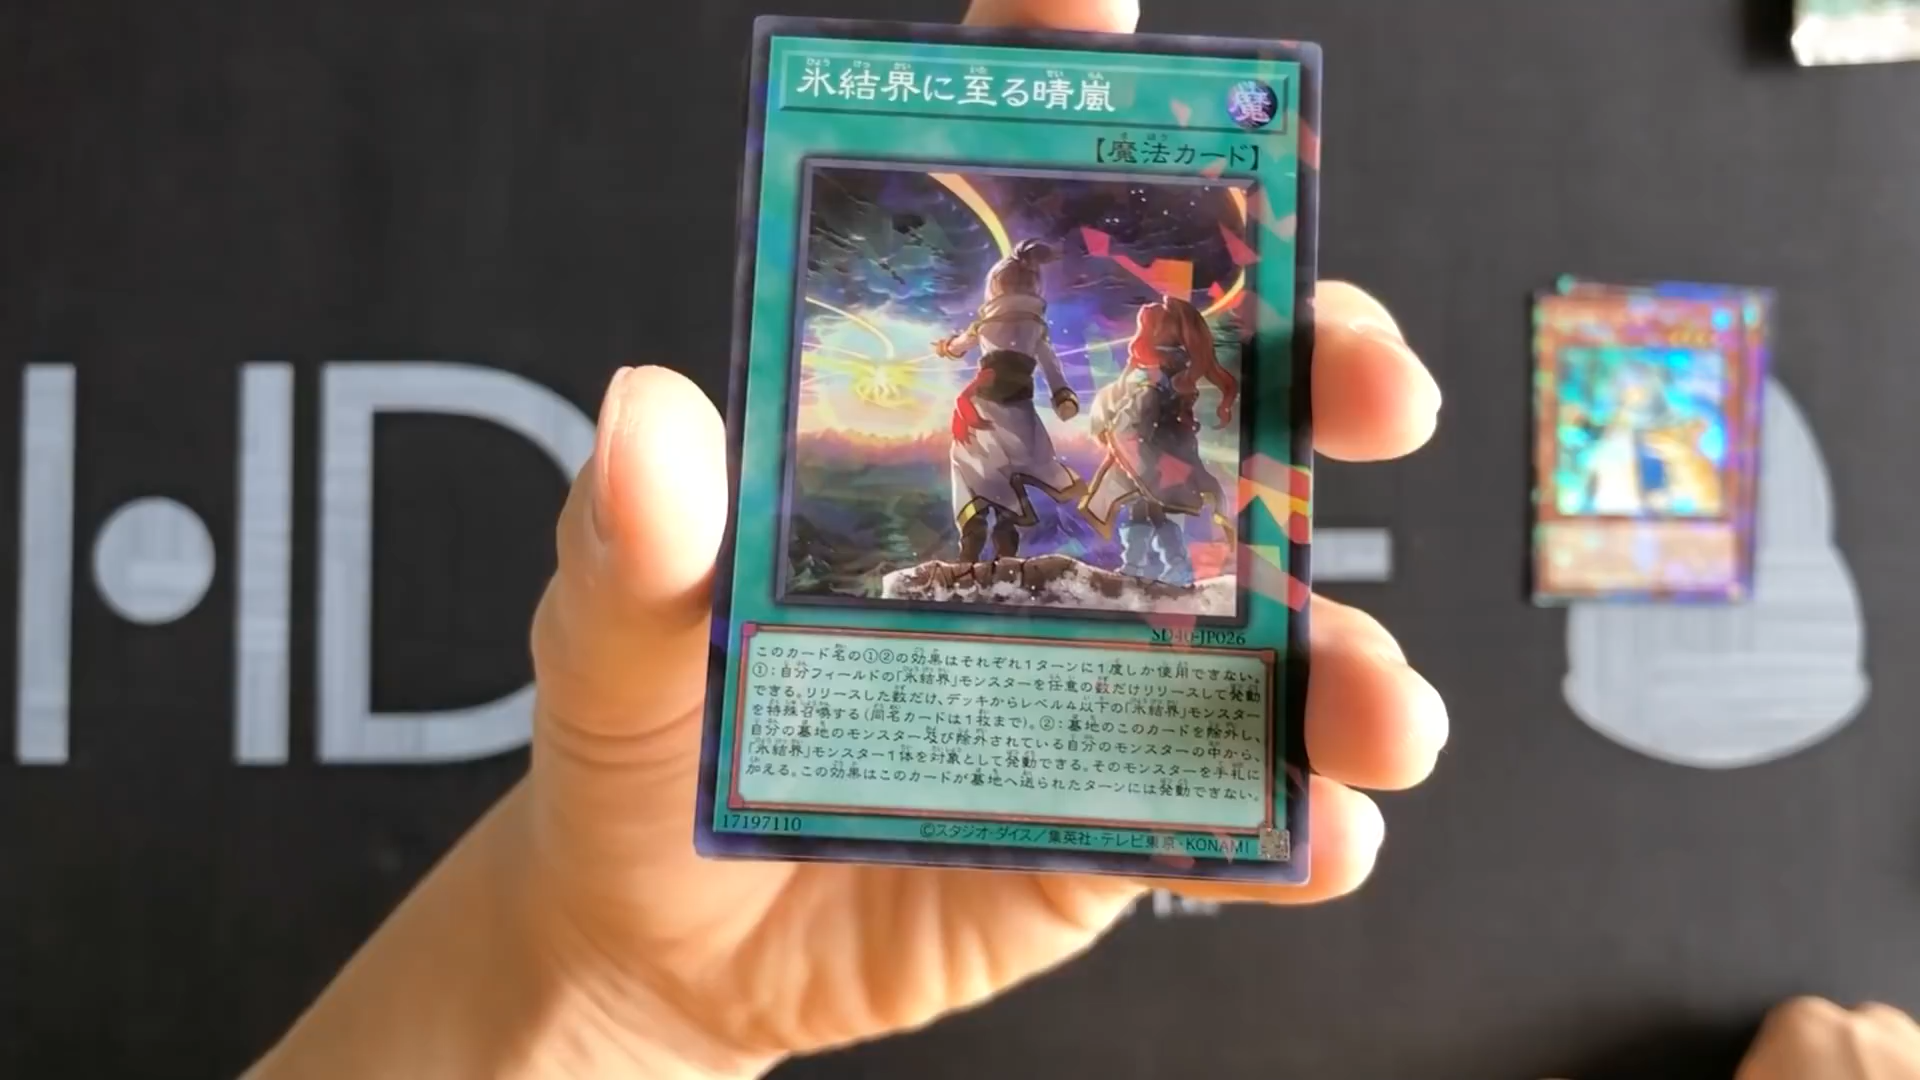 氷結界に至る晴嵐
魔
【魔法カード】
SD40-JP026
このカード名の①②の効果はそれぞれ1ターンに1度しか使用できない。
①:自分フィールドの「氷結界」モンスターを任意の数だけリリースして発動
できる。リリースした数だけ、デッキからレベル4以下の「氷結界」モンスター
を特殊召喚する(同名カードは1枚まで)。②:墓地のこのカードを除外し、
自分の墓地のモンスター及び除外されている自分のモンスターの中から、
「氷結界」モンスター1体を対象として発動できる。そのモンスターを手札に
加える。この効果はこのカードが墓地へ送られたターンには発動できない。
17197110
©スタジオ・ダイス/集英社・テレビ東京・KONAMI